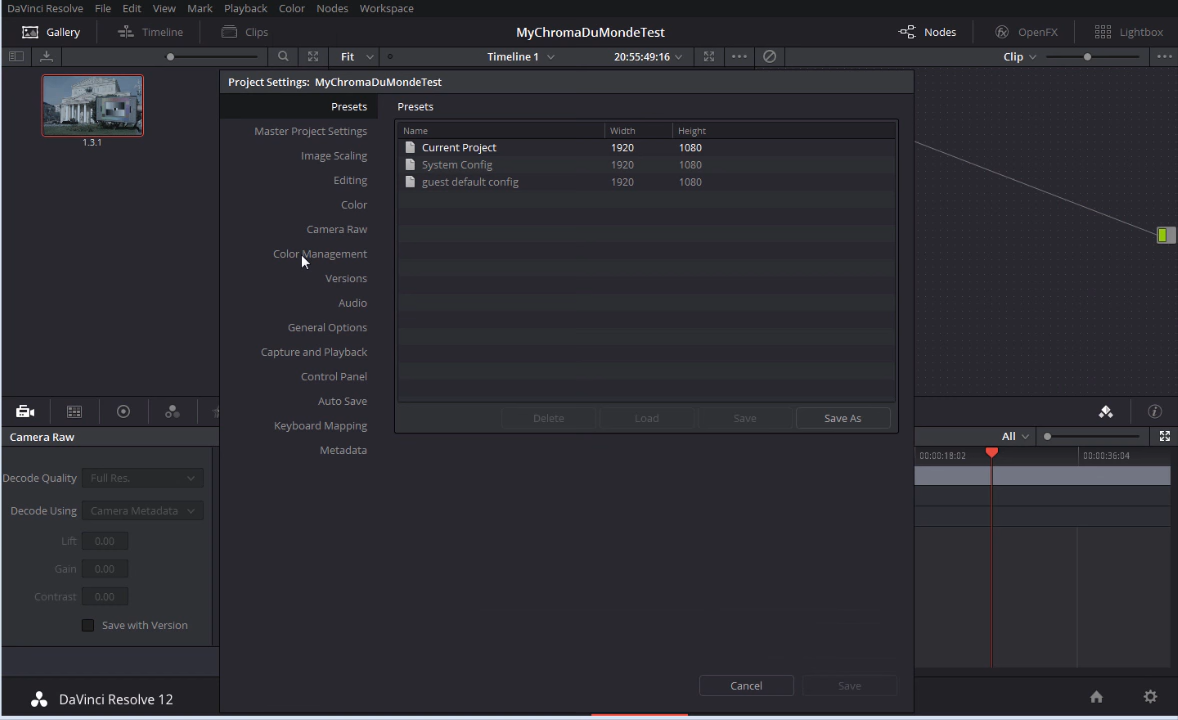 DaVinci Resolve File Edit View Mark Playback Color Nodes Workspace
Gallery Timeline Clips MyChromaDuMondeTest Nodes OpenFX Lightbox
Fit Timeline 1 20:55:49:16 Clip
Project Settings: MyChromaDuMondeTest
1.3.1
Presets
Master Project Settings
Image Scaling
Editing
Color
Camera Raw
Color Management
Versions
Audio
General Options
Capture and Playback
Control Panel
Auto Save
Keyboard Mapping
Metadata
Presets
Name Width Height
Current Project 1920 1080
System Config 1920 1080
guest default config 1920 1080
Delete Load Save Save As
Camera Raw
Decode Quality Full Res.
Decode Using Camera Metadata
Lift 0.00
Gain 0.00
Contrast 0.00
Save with Version
All
00:00:18:02 00:00:36:04
Cancel Save
DaVinci Resolve 12